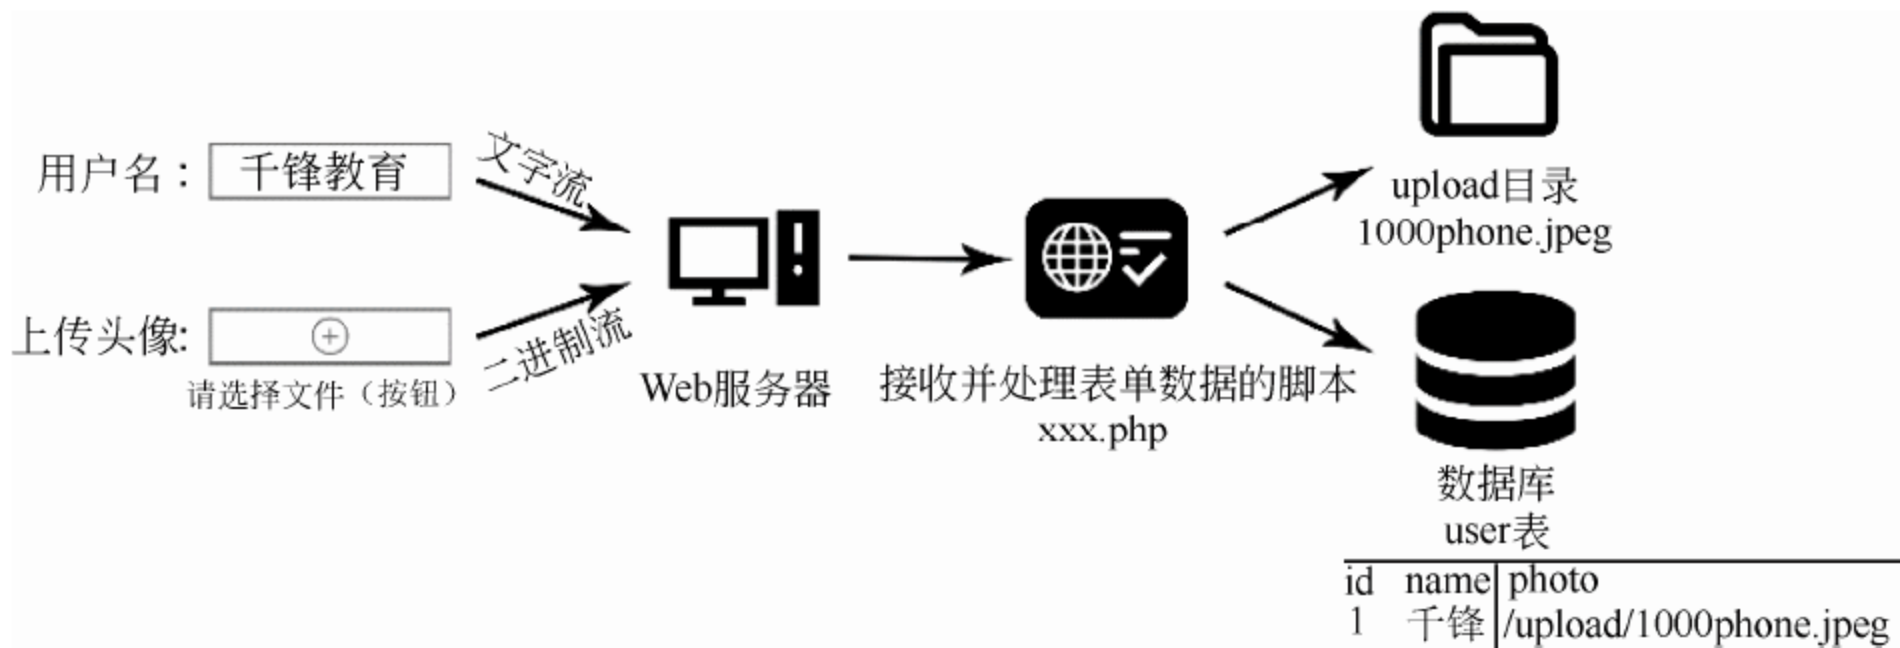 用户名：
千锋教育
文字流
上传头像:
请选择文件（按钮）
二进制流
Web服务器
接收并处理表单数据的脚本
xxx.php
upload目录
1000phone.jpeg
数据库
user表
id name photo
1 千锋 /upload/1000phone.jpeg